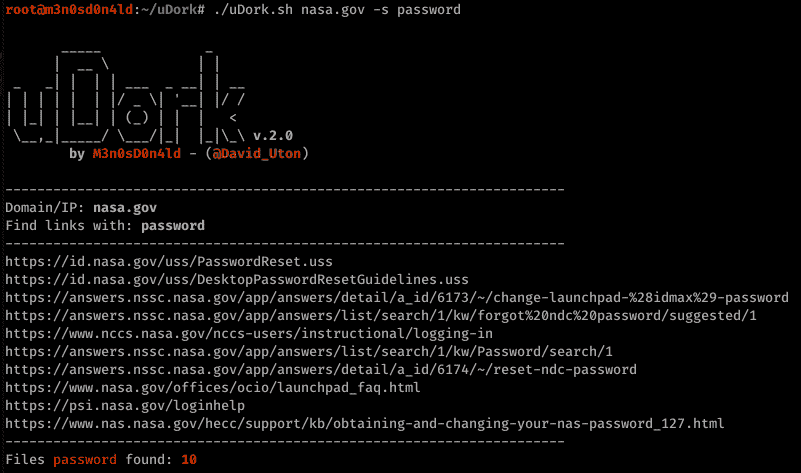 root@m3n0sd0n4ld:~/uDork# ./uDork.sh nasa.gov -s password
uDork
v.2.0
by M3n0sD0n4ld - (@David_Uton)
----------------------------------------------------------------------
Domain/IP: nasa.gov
Find links with: password
----------------------------------------------------------------------
https://id.nasa.gov/uss/PasswordReset.uss
https://id.nasa.gov/uss/DesktopPasswordResetGuidelines.uss
https://answers.nssc.nasa.gov/app/answers/detail/a_id/6173/~/change-launchpad-%28idmax%29-password
https://answers.nssc.nasa.gov/app/answers/list/search/1/kw/forgot%20ndc%20password/suggested/1
https://www.nccs.nasa.gov/nccs-users/instructional/logging-in
https://answers.nssc.nasa.gov/app/answers/list/search/1/kw/Password/search/1
https://answers.nssc.nasa.gov/app/answers/detail/a_id/6174/~/reset-ndc-password
https://www.nasa.gov/offices/ocio/launchpad_faq.html
https://psi.nasa.gov/loginhelp
https://www.nas.nasa.gov/hecc/support/kb/obtaining-and-changing-your-nas-password_127.html
----------------------------------------------------------------------
Files password found: 10